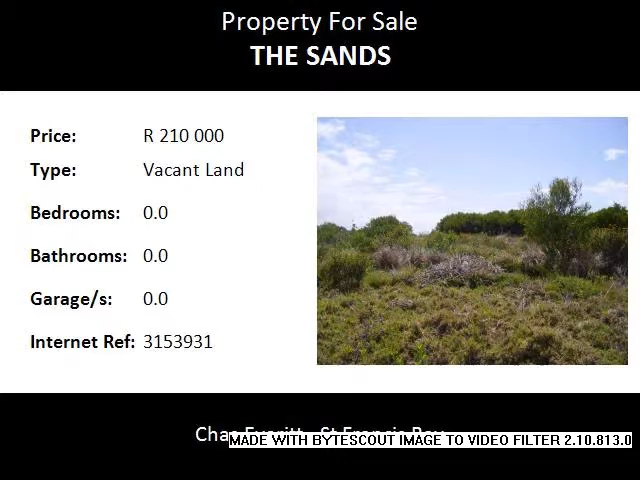 Property For Sale
THE SANDS
Price: R 210 000
Type: Vacant Land
Bedrooms: 0.0
Bathrooms: 0.0
Garage/s: 0.0
Internet Ref: 3153931
MADE WITH BYTESCOUT IMAGE TO VIDEO FILTER 2.10.813.0